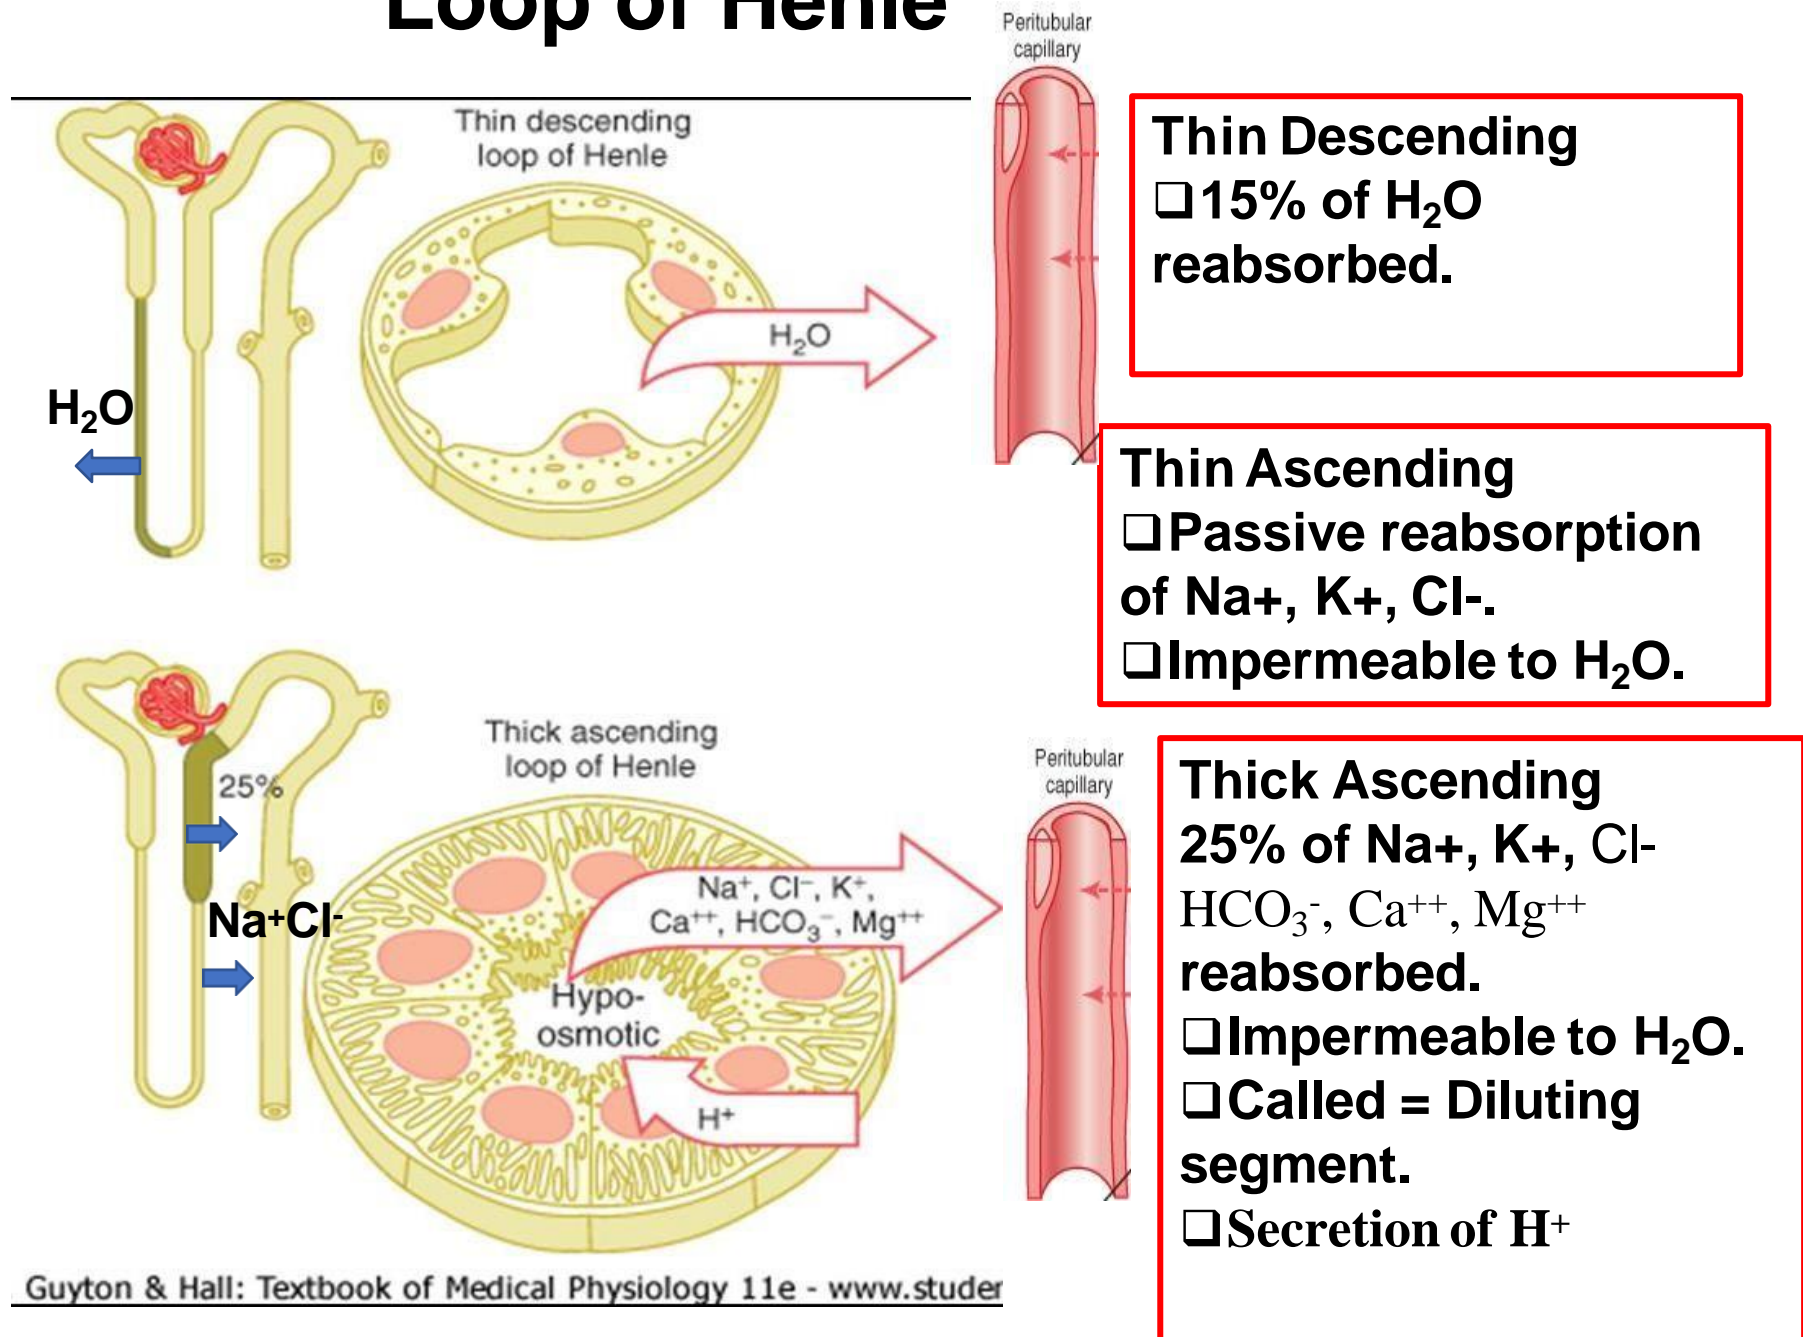 Loop of Henle
Peritubular
capillary
Thin descending
loop of Henle
H₂O
H₂O
Thin Descending
❑15% of H₂O
reabsorbed.
Thin Ascending
❑Passive reabsorption
of Na+, K+, Cl-.
❑Impermeable to H₂O.
Thick ascending
loop of Henle
25%
Na⁺Cl⁻
Na⁺, Cl⁻, K⁺,
Ca⁺⁺, HCO₃⁻, Mg⁺⁺
Hypo-
osmotic
H⁺
Peritubular
capillary
Thick Ascending
25% of Na+, K+, Cl-
HCO₃⁻, Ca⁺⁺, Mg⁺⁺
reabsorbed.
❑Impermeable to H₂O.
❑Called = Diluting
segment.
❑Secretion of H⁺
Guyton & Hall: Textbook of Medical Physiology 11e - www.studen